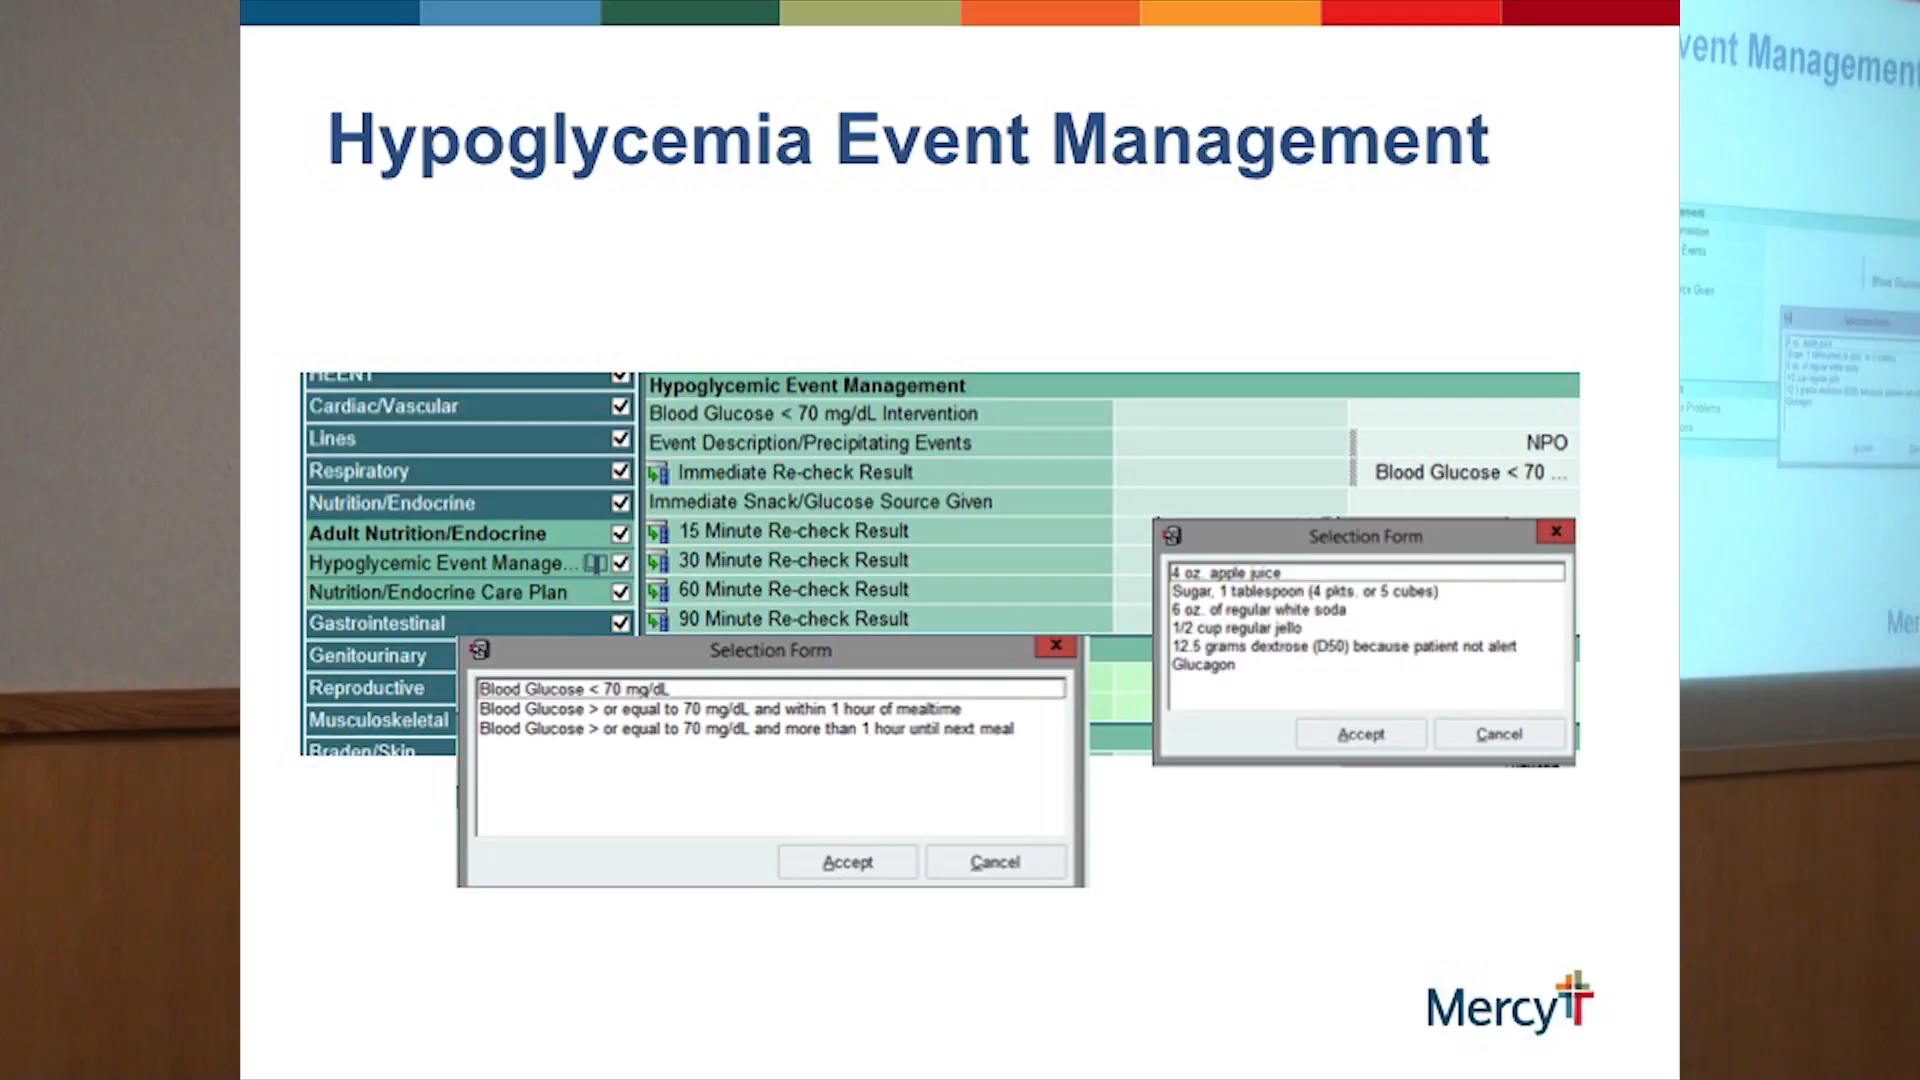 Hypoglycemia Event Management
HEENT
Cardiac/Vascular
Lines
Respiratory
Nutrition/Endocrine
Adult Nutrition/Endocrine
Hypoglycemic Event Manage...
Nutrition/Endocrine Care Plan
Gastrointestinal
Genitourinary
Reproductive
Musculoskeletal
Braden/Skin
Hypoglycemic Event Management
Blood Glucose < 70 mg/dL Intervention
Event Description/Precipitating Events
NPO
Immediate Re-check Result
Blood Glucose < 70 ...
Immediate Snack/Glucose Source Given
15 Minute Re-check Result
30 Minute Re-check Result
60 Minute Re-check Result
90 Minute Re-check Result
Selection Form
Blood Glucose < 70 mg/dL
Blood Glucose > or equal to 70 mg/dL and within 1 hour of mealtime
Blood Glucose > or equal to 70 mg/dL and more than 1 hour until next meal
Accept
Cancel
Selection Form
4 oz. apple juice
Sugar, 1 tablespoon (4 pkts. or 5 cubes)
6 oz. of regular white soda
1/2 cup regular jello
12.5 grams dextrose (D50) because patient not alert
Glucagon
Accept
Cancel
Mercy
vent Management
Events
Mer